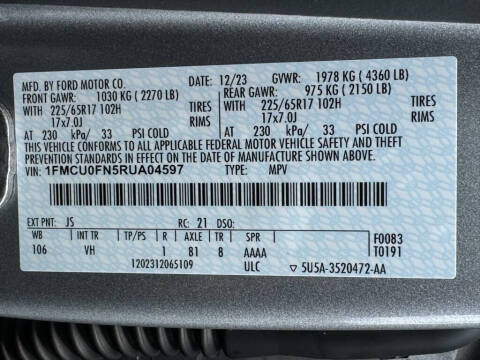 MFD. BY FORD MOTOR CO. 12/23 GVWR: 1978 KG ( 4360 LB)
FRONT GAWR: 1030 KG ( 2270 LB) REAR GAWR: 975 KG ( 2150 LB)
WITH 225/65R17 102H TIRES WITH 225/65R17 102H TIRES
17x7.0J RIMS 17x7.0J RIMS
AT 230 kPa/ 33 PSI COLD AT 230 kPa/ 33 PSI COLD
THIS VEHICLE CONFORMS TO ALL APPLICABLE FEDERAL MOTOR VEHICLE SAFETY AND THEFT PREVENTION STANDARDS IN EFFECT ON THE DATE OF MANUFACTURE SHOWN ABOVE.
VIN: 1FMCU0FN5RUA04597 TYPE: MPV
EXT PNT: JS RC: 21 DSO:
WB INT TR TP/PS R AXLE TR SPR F0083
106 VH 1 81 8 AAAA T0191
1202312065109 ULC ▽5U5A-3520472-AA